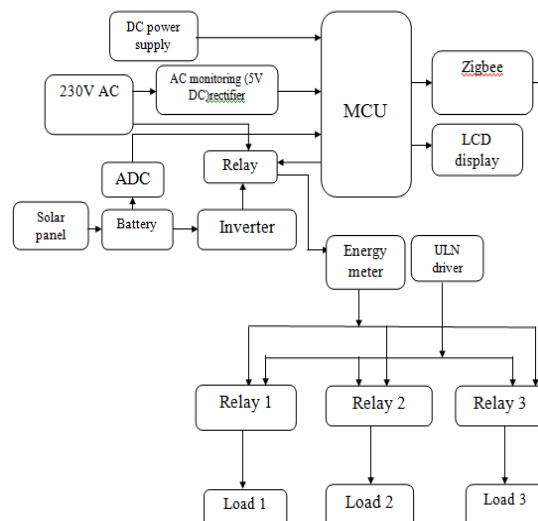 DC power
supply
230V AC
AC monitoring (5V
DC)rectifier
MCU
Zigbee
LCD
display
Relay
ADC
Solar
panel
Battery
Inverter
Energy
meter
ULN
driver
Relay 1
Relay 2
Relay 3
Load 1
Load 2
Load 3